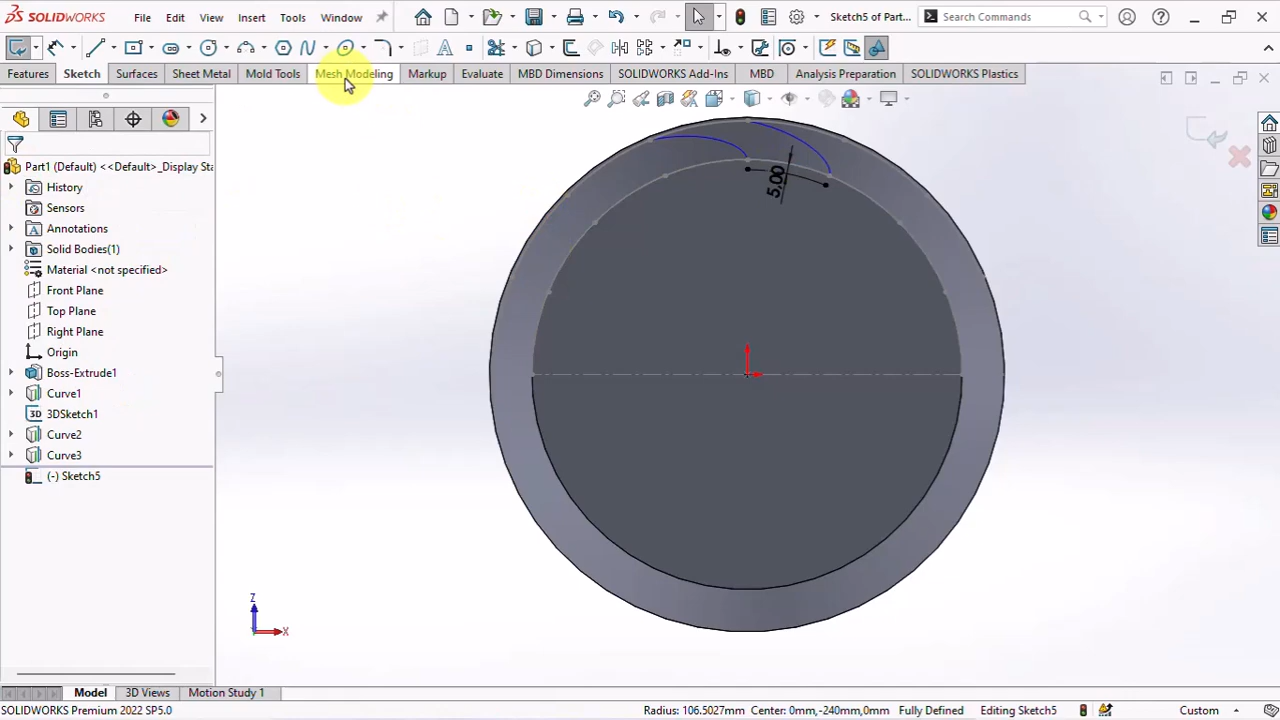 SOLIDWORKS File Edit View Insert Tools Window Sketch5 of Part... Search Commands
Features Sketch Surfaces Sheet Metal Mold Tools Mesh Modeling Markup Evaluate MBD Dimensions SOLIDWORKS Add-Ins MBD Analysis Preparation SOLIDWORKS Plastics
Part1 (Default) <<Default>_Display Sta
History
Sensors
Annotations
Solid Bodies(1)
Material <not specified>
Front Plane
Top Plane
Right Plane
Origin
Boss-Extrude1
Curve1
3D 3DSketch1
Curve2
Curve3
(-) Sketch5
5.00
Z
X
Model 3D Views Motion Study 1
SOLIDWORKS Premium 2022 SP5.0 Radius: 106.5027mm Center: 0mm,-240mm,0mm Fully Defined Editing Sketch5 Custom